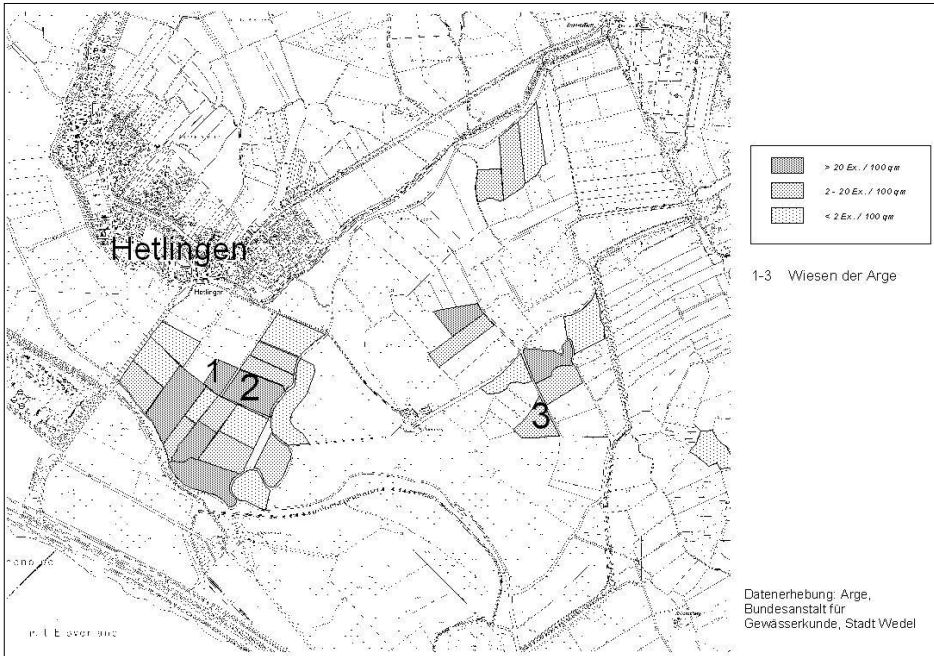 Hetlingen
Hetlingen
> 20 Ex. / 100 qm
2 - 20 Ex. / 100 qm
< 2 Ex. / 100 qm
1-3 Wiesen der Arge
1
2
3
Datenerhebung: Arge,
Bundesanstalt für
Gewässerkunde, Stadt Wedel